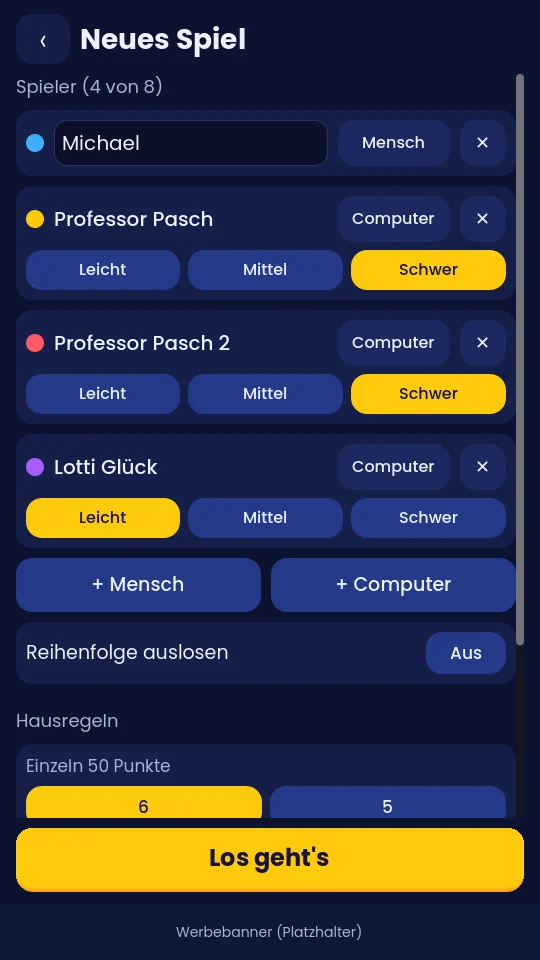 ‹ Neues Spiel
Spieler (4 von 8)
Michael Mensch ✕
Professor Pasch Computer ✕
Leicht Mittel Schwer
Professor Pasch 2 Computer ✕
Leicht Mittel Schwer
Lotti Glück Computer ✕
Leicht Mittel Schwer
+ Mensch + Computer
Reihenfolge auslosen Aus
Hausregeln
Einzeln 50 Punkte
6 5
Los geht's
Werbebanner (Platzhalter)